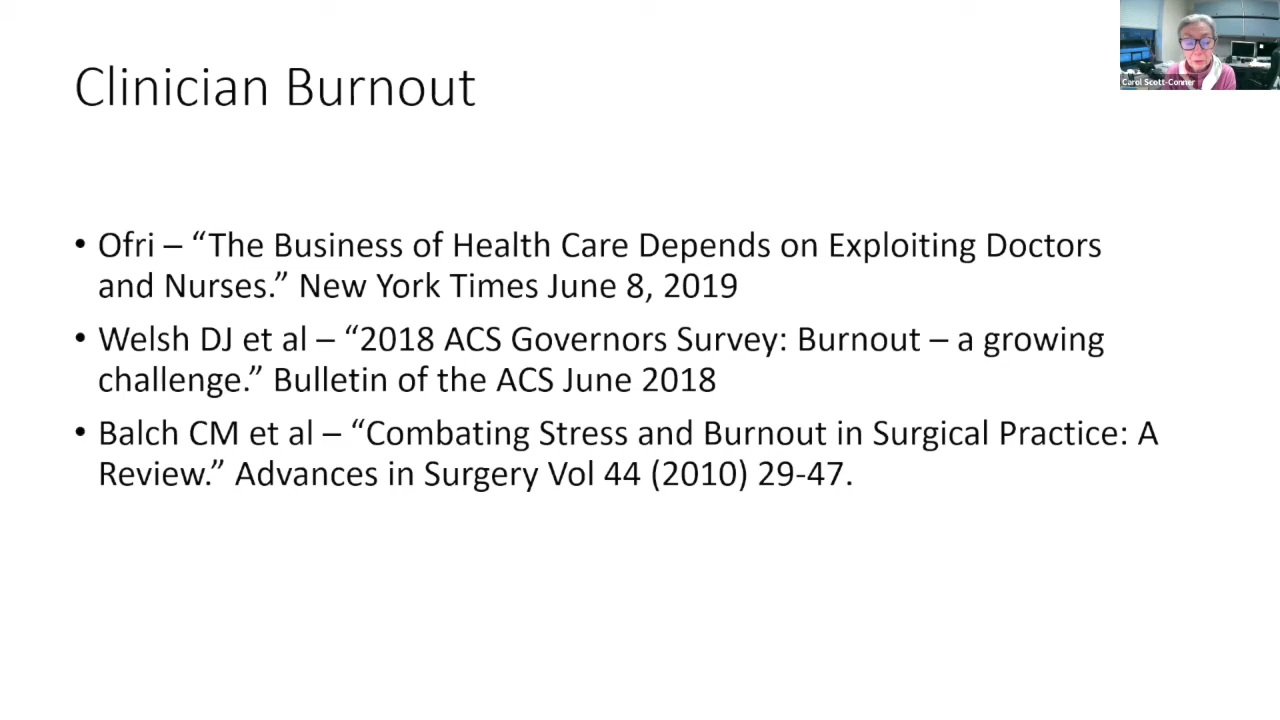 Clinician Burnout
Carol Scott-Conner
• Ofri – “The Business of Health Care Depends on Exploiting Doctors
and Nurses.” New York Times June 8, 2019
• Welsh DJ et al – “2018 ACS Governors Survey: Burnout – a growing
challenge.” Bulletin of the ACS June 2018
• Balch CM et al – “Combating Stress and Burnout in Surgical Practice: A
Review.” Advances in Surgery Vol 44 (2010) 29-47.